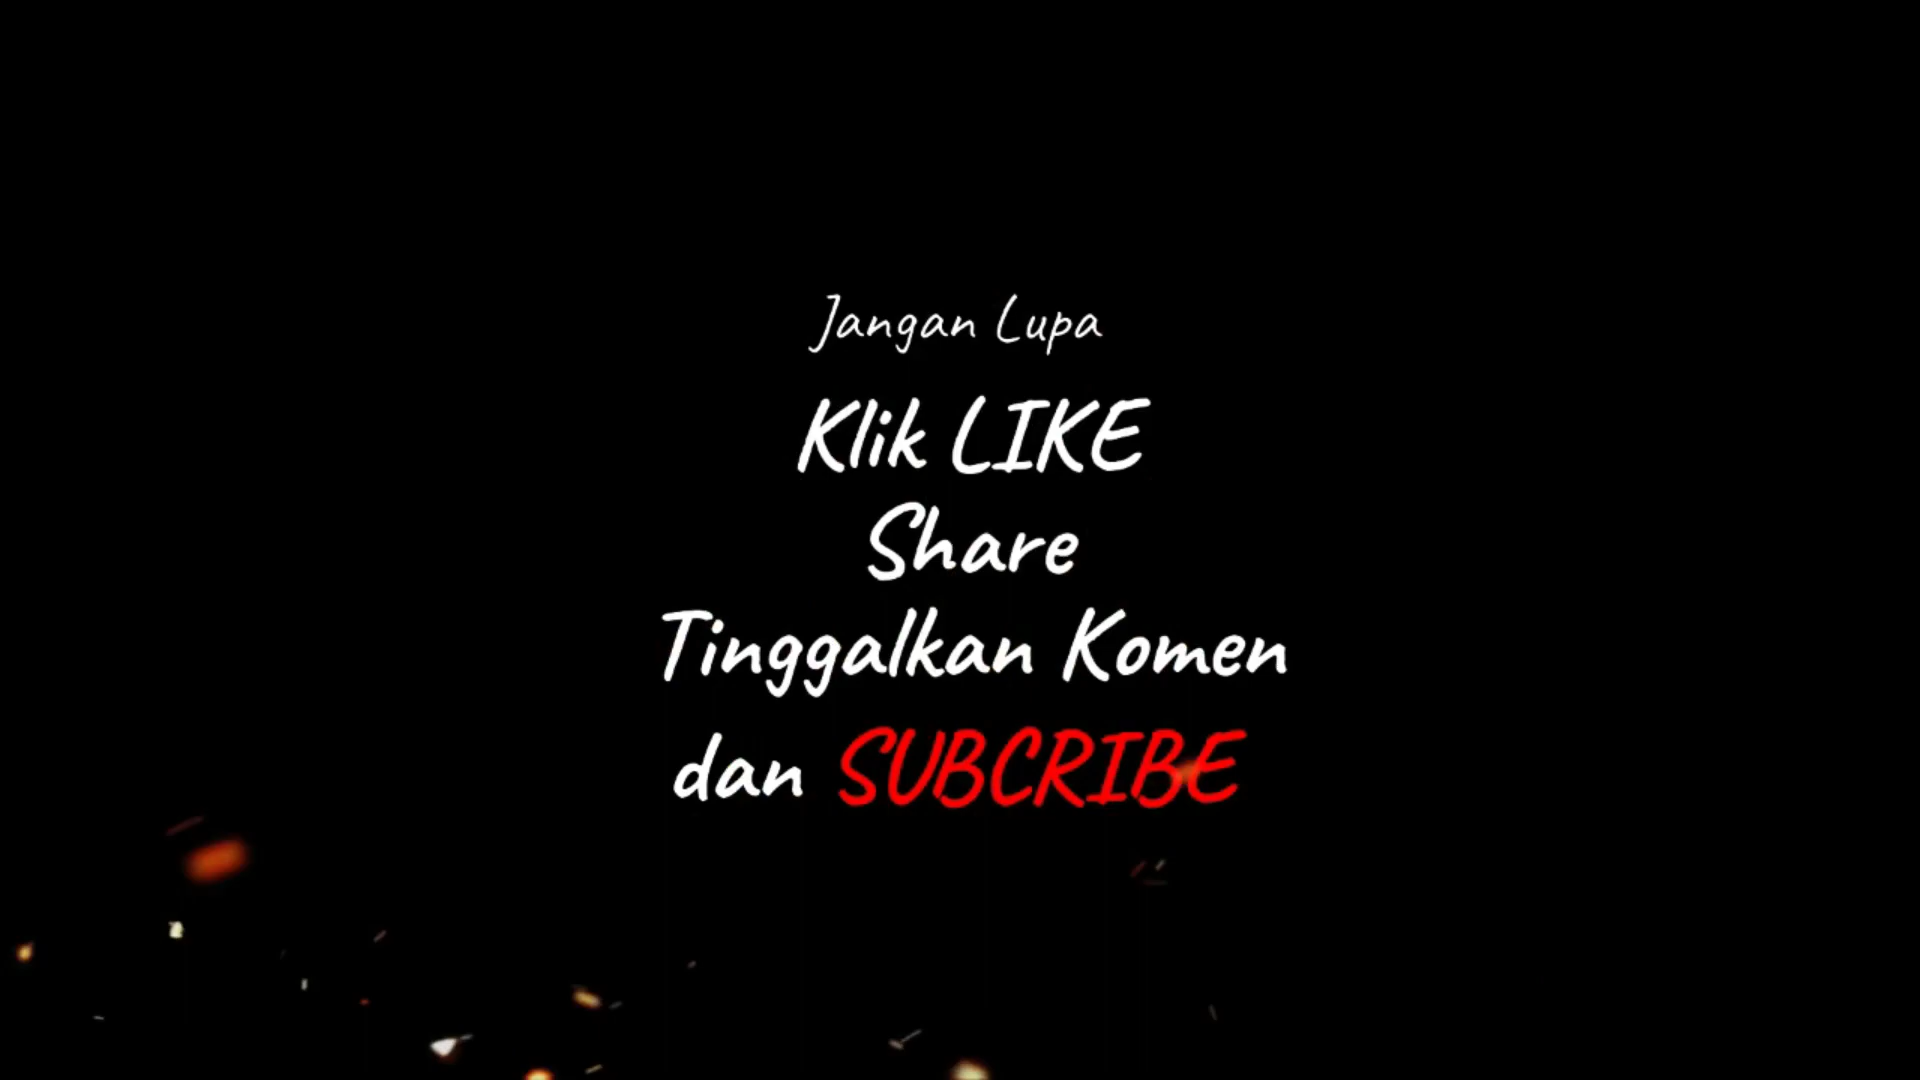 Jangan Lupa
Klik LIKE
Share
Tinggalkan Komen
dan SUBCRIBE